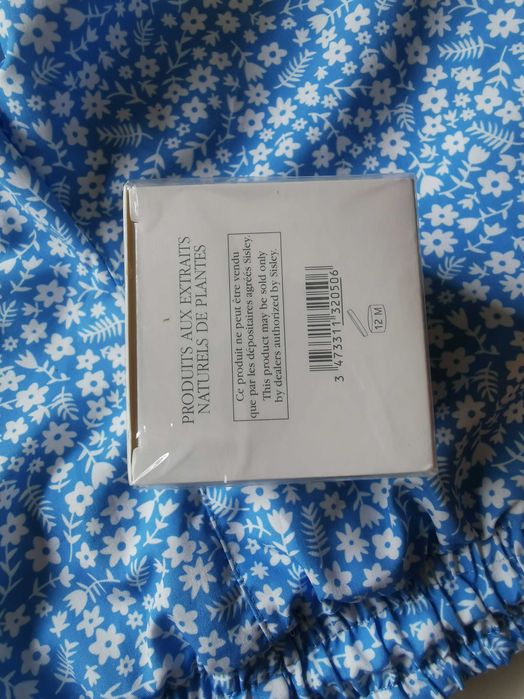 PRODUITS AUX EXTRAITS
NATURELS DE PLANTES
Ce produit ne peut être vendu
que par les dépositaires agréés Sisley.
This product may be sold only
by dealers authorized by Sisley.
3 473311 320506
12 M